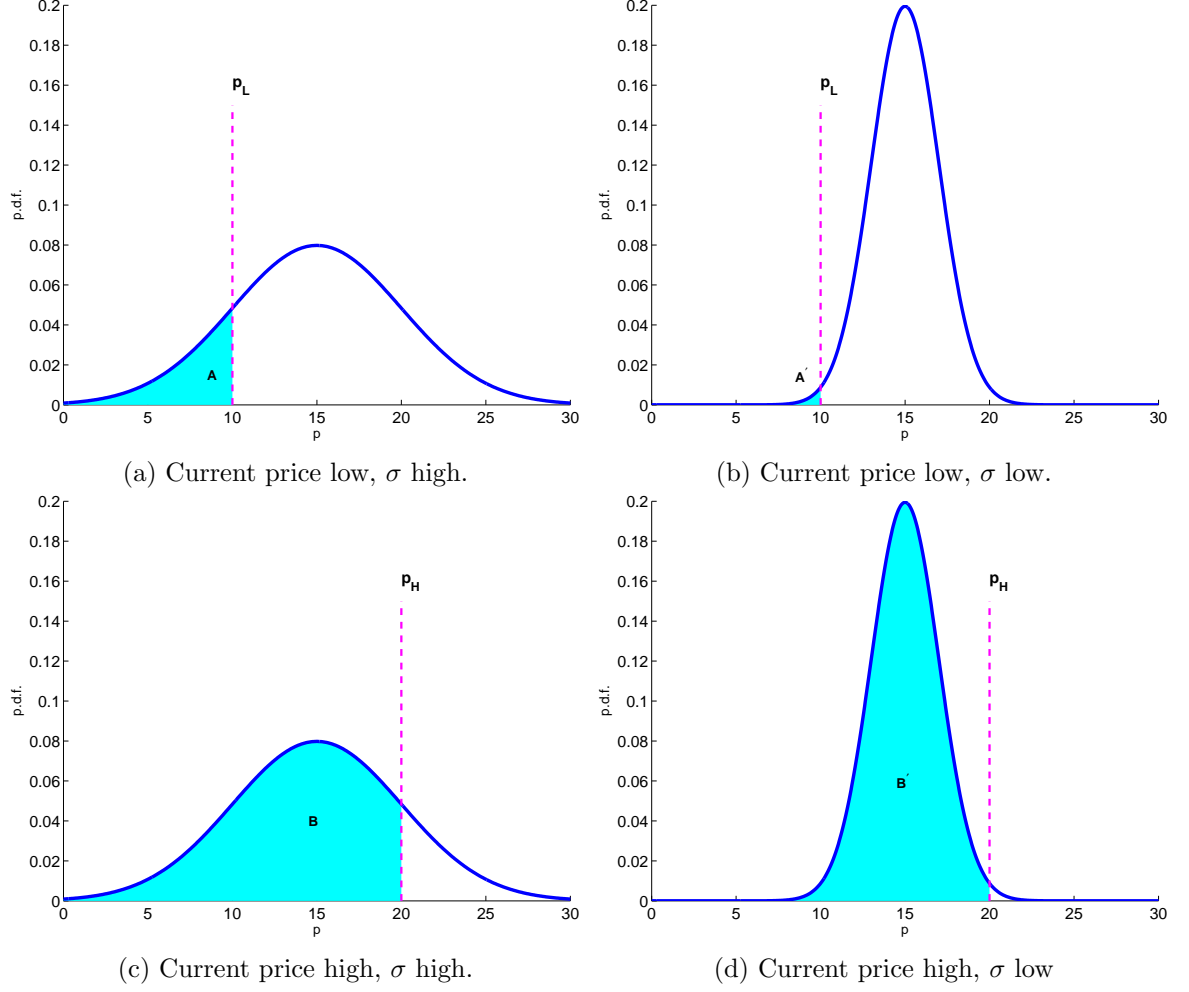 0.2
0.18
0.16
0.14
0.12
0.1
0.08
0.06
0.04
0.02
0
p.d.f.
p_L
A
0 5 10 15 20 25 30
p
(a) Current price low, σ high.
0.2
0.18
0.16
0.14
0.12
0.1
0.08
0.06
0.04
0.02
0
p.d.f.
p_L
A′
0 5 10 15 20 25 30
p
(b) Current price low, σ low.
0.2
0.18
0.16
0.14
0.12
0.1
0.08
0.06
0.04
0.02
0
p.d.f.
p_H
B
0 5 10 15 20 25 30
p
(c) Current price high, σ high.
0.2
0.18
0.16
0.14
0.12
0.1
0.08
0.06
0.04
0.02
0
p.d.f.
p_H
B′
0 5 10 15 20 25 30
p
(d) Current price high, σ low